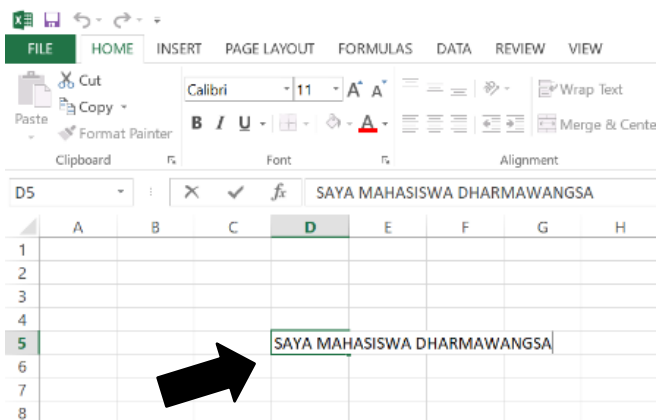 FILE HOME INSERT PAGE LAYOUT FORMULAS DATA REVIEW VIEW
Cut
Copy
Format Painter
Paste
Calibri 11 A A Wrap Text
B I U A Merge & Cente
Clipboard Font Alignment
D5 fx SAYA MAHASISWA DHARMAWANGSA
A B C D E F G H
1
2
3
4
5 SAYA MAHASISWA DHARMAWANGSA
6
7
8